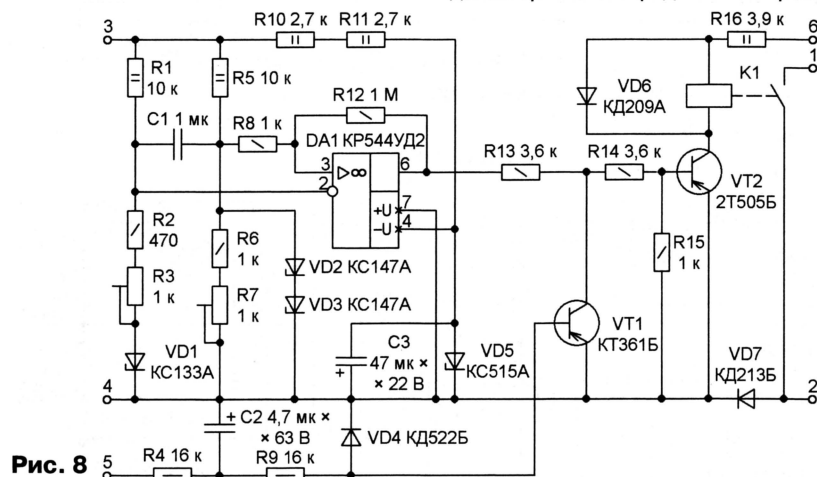 3
R10 2,7 к
R11 2,7 к
R16 3,9 к
6
1
R1
10 к
R5 10 к
C1 1 мк
R8 1 к
R12 1 М
DA1 КР544УД2
VD6
КД209А
K1
3
2
▷∞
6
7
+U
4
−U
R13 3,6 к
R14 3,6 к
VT2
2Т505Б
R2
470
R3
1 к
R6
1 к
R7
1 к
VD2 КС147А
VD3 КС147А
R15
1 к
VD1
КС133А
C3
47 мк ×
× 22 В
+
VD5
КС515А
VT1
КТ361Б
VD7
КД213Б
4
2
+
C2 4,7 мк ×
× 63 В
VD4 КД522Б
Рис. 8
5
R4 16 к
R9 16 к